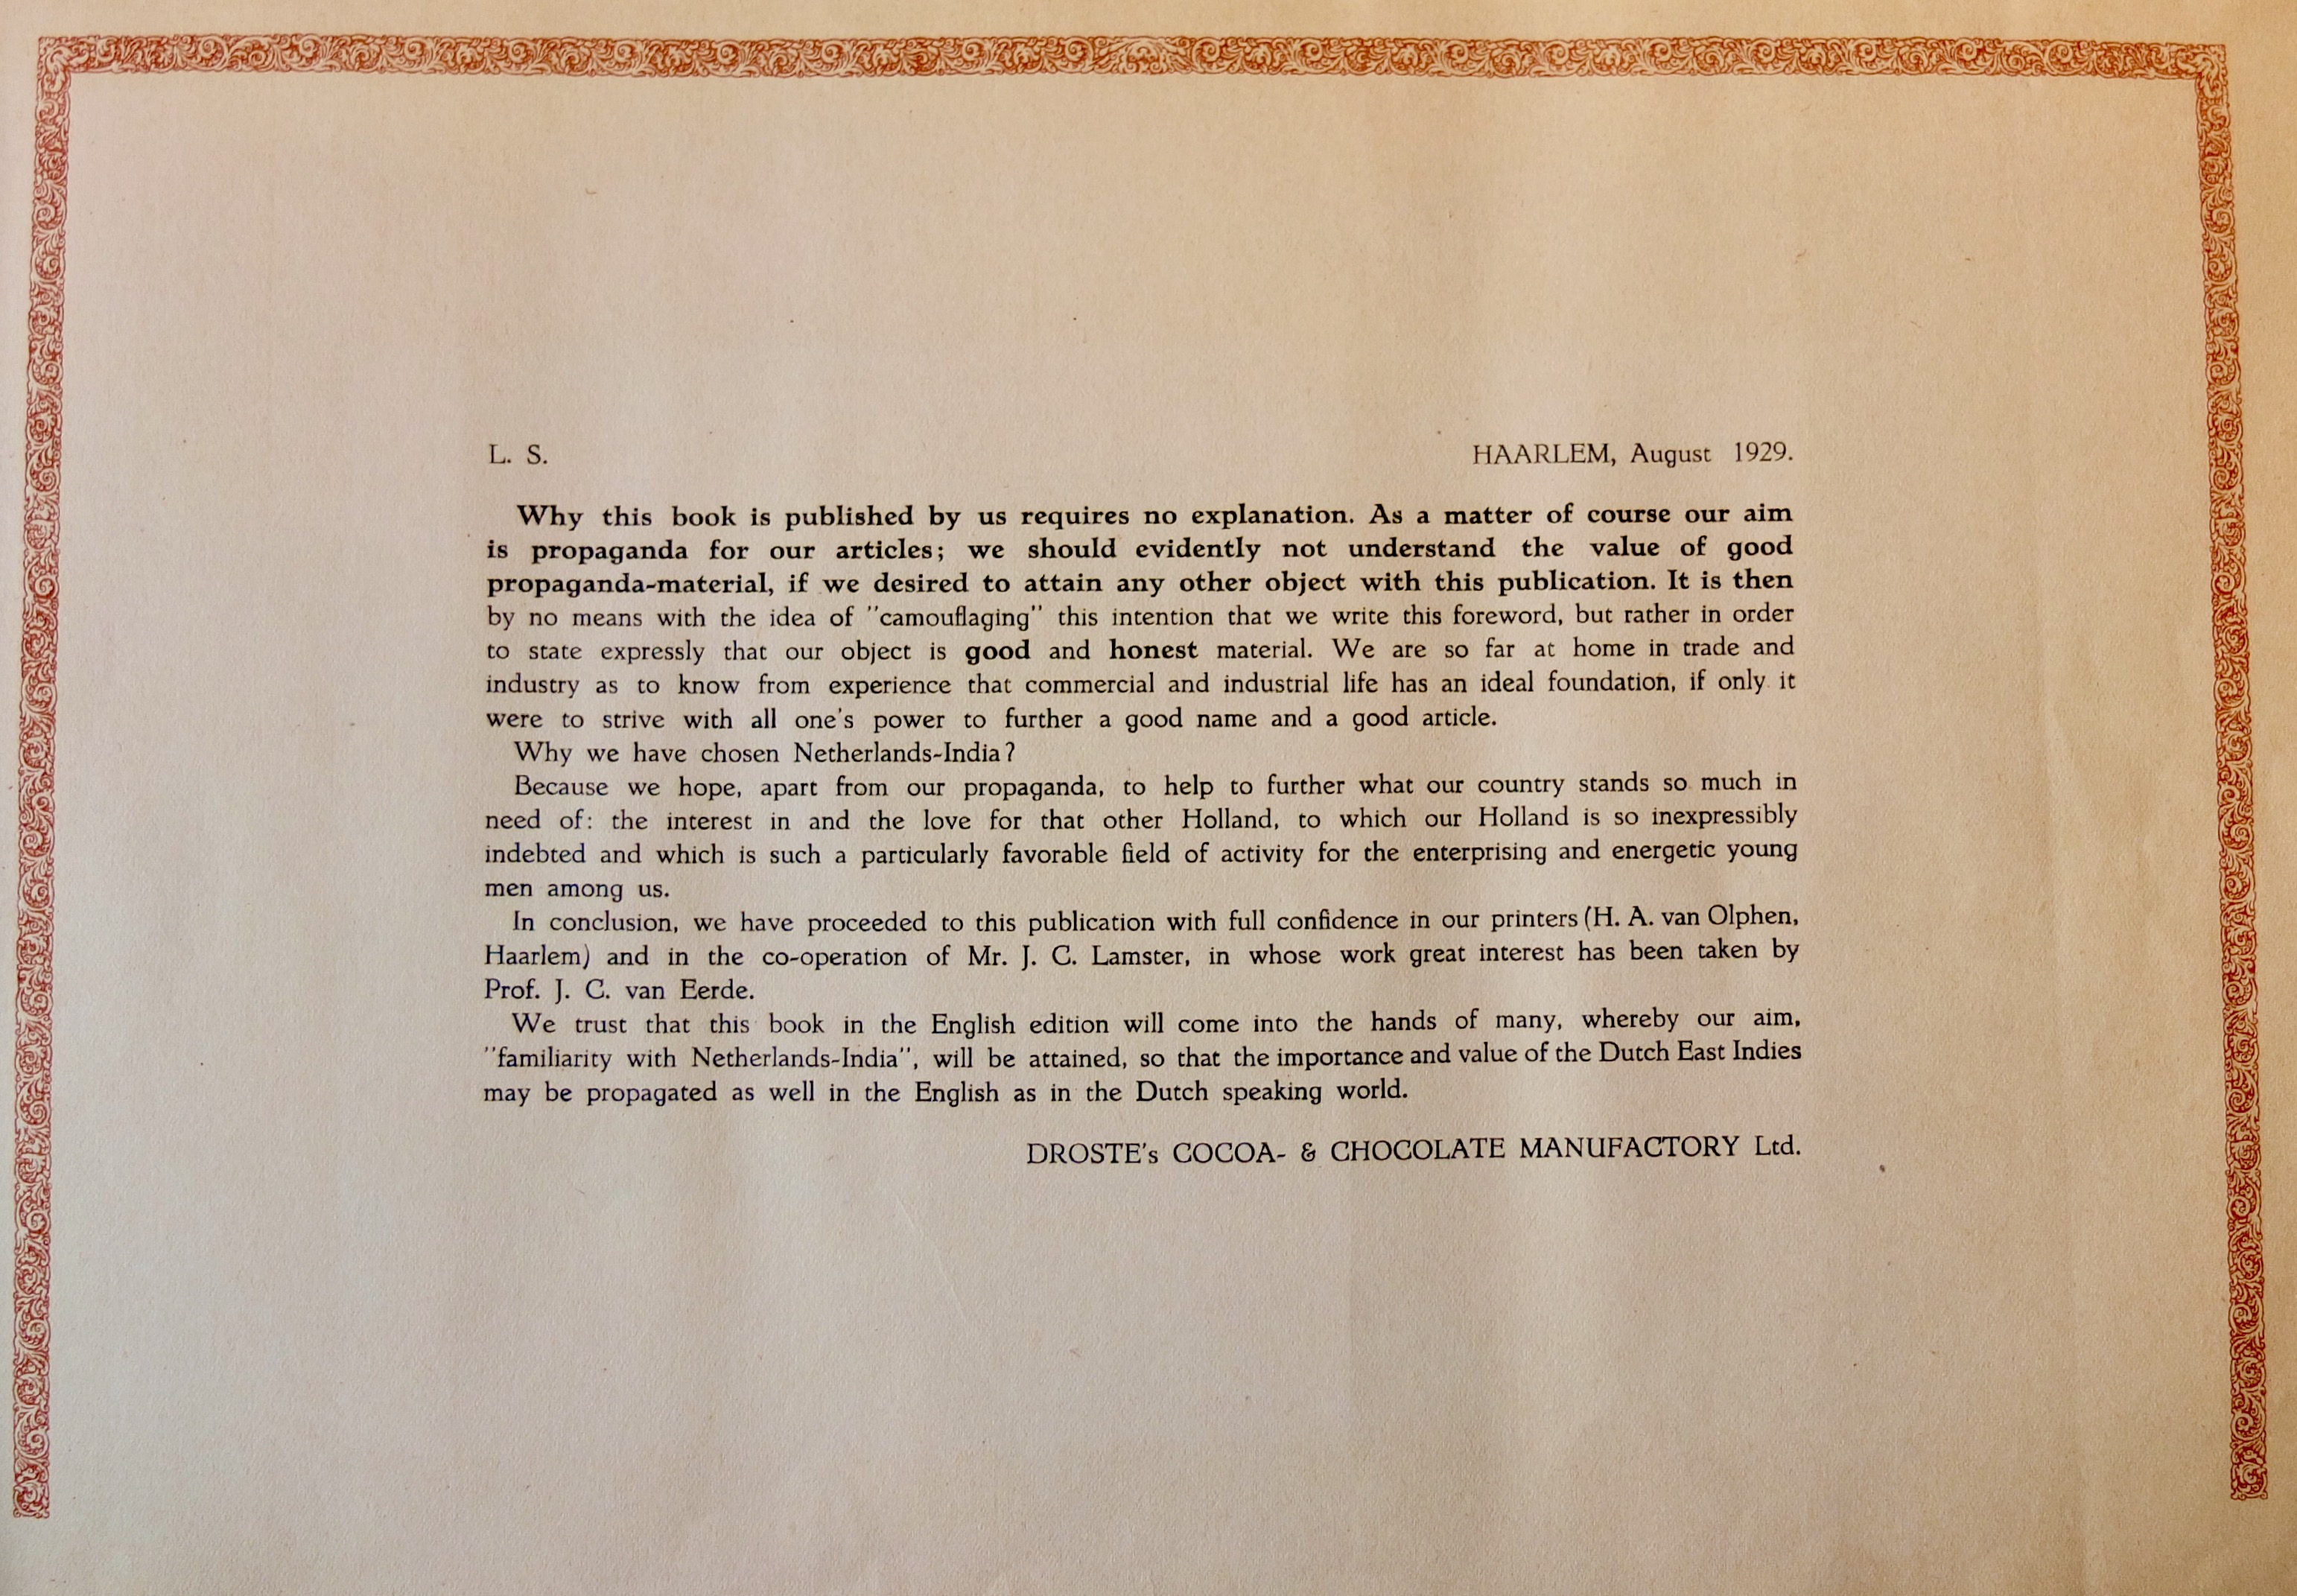 L. S.
HAARLEM, August 1929.
Why this book is published by us requires no explanation. As a matter of course our aim
is propaganda for our articles; we should evidently not understand the value of good
propaganda-material, if we desired to attain any other object with this publication. It is then
by no means with the idea of "camouflaging" this intention that we write this foreword, but rather in order
to state expressly that our object is good and honest material. We are so far at home in trade and
industry as to know from experience that commercial and industrial life has an ideal foundation, if only it
were to strive with all one's power to further a good name and a good article.
Why we have chosen Netherlands-India?
Because we hope, apart from our propaganda, to help to further what our country stands so much in
need of: the interest in and the love for that other Holland, to which our Holland is so inexpressibly
indebted and which is such a particularly favorable field of activity for the enterprising and energetic young
men among us.
In conclusion, we have proceeded to this publication with full confidence in our printers (H. A. van Olphen,
Haarlem) and in the co-operation of Mr. J. C. Lamster, in whose work great interest has been taken by
Prof. J. C. van Eerde.
We trust that this book in the English edition will come into the hands of many, whereby our aim,
"familiarity with Netherlands-India", will be attained, so that the importance and value of the Dutch East Indies
may be propagated as well in the English as in the Dutch speaking world.
DROSTE's COCOA- & CHOCOLATE MANUFACTORY Ltd.